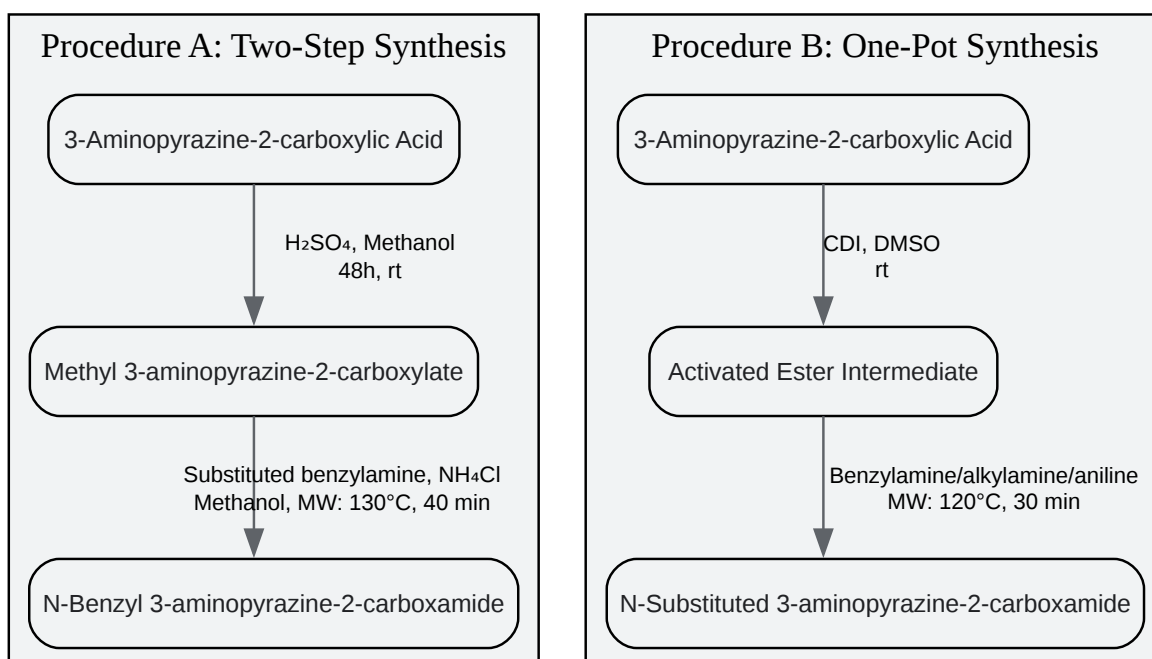 Procedure A: Two-Step Synthesis
3-Aminopyrazine-2-carboxylic Acid
H₂SO₄, Methanol
48h, rt
Methyl 3-aminopyrazine-2-carboxylate
Substituted benzylamine, NH₄Cl
Methanol, MW: 130°C, 40 min
N-Benzyl 3-aminopyrazine-2-carboxamide
Procedure B: One-Pot Synthesis
3-Aminopyrazine-2-carboxylic Acid
CDI, DMSO
rt
Activated Ester Intermediate
Benzylamine/alkylamine/aniline
MW: 120°C, 30 min
N-Substituted 3-aminopyrazine-2-carboxamide